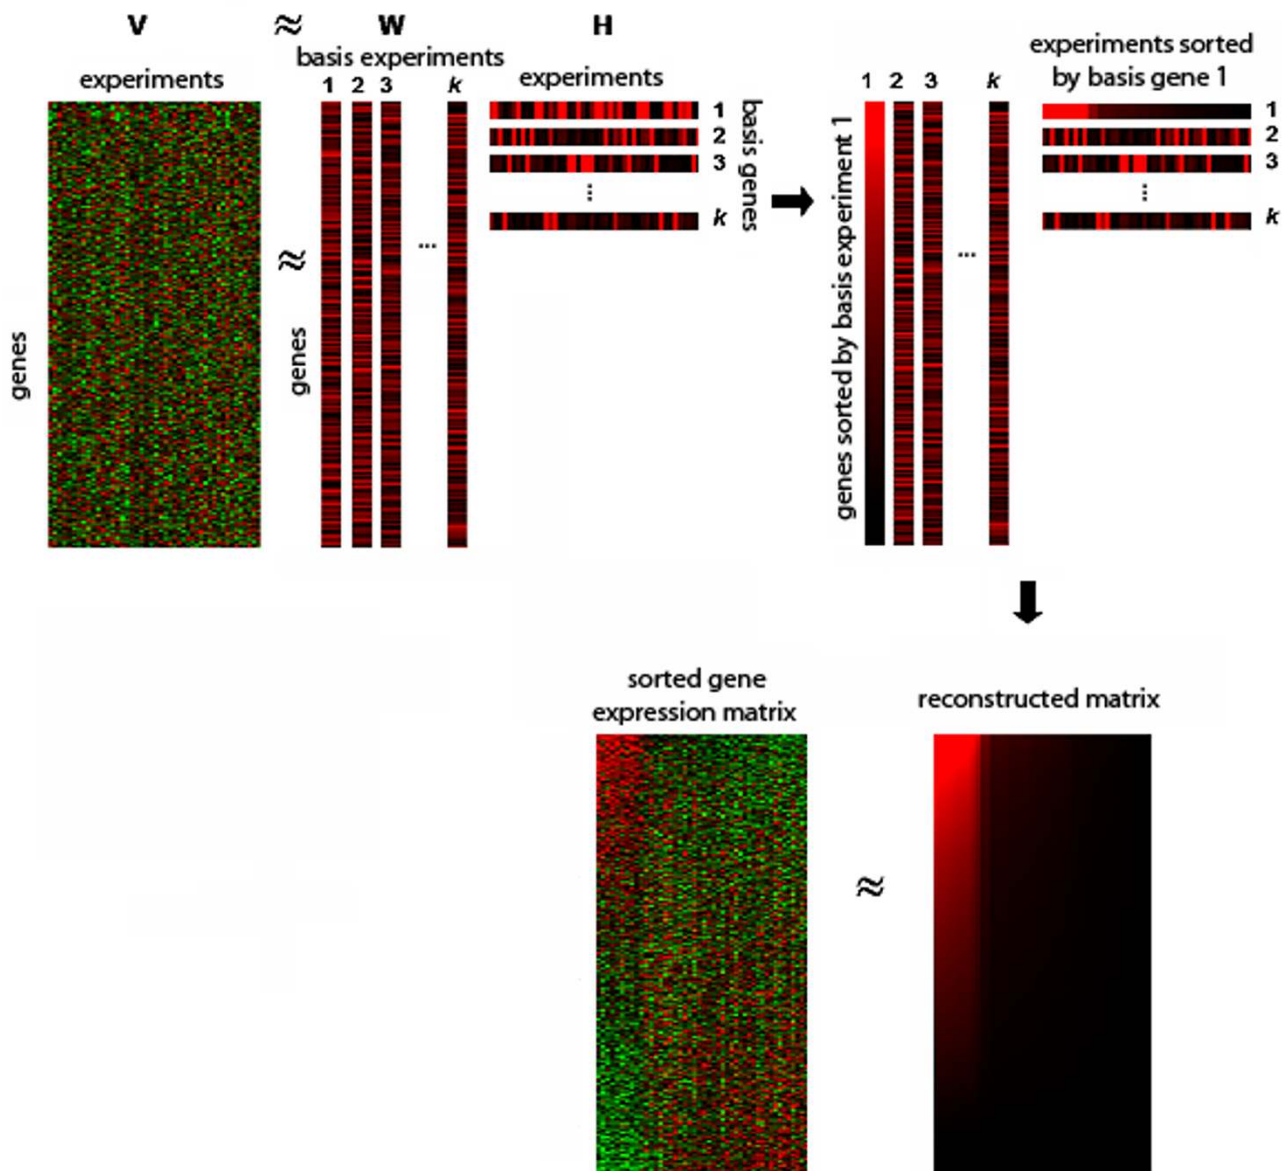 V ≈ W H
experiments
basis experiments
1 2 3 k
experiments
1
2
3
...
k
basis genes
genes
≈
genes
...
genes sorted by basis experiment 1
1 2 3 k
...
experiments sorted
by basis gene 1
1
2
3
...
k
sorted gene
expression matrix
≈
reconstructed matrix